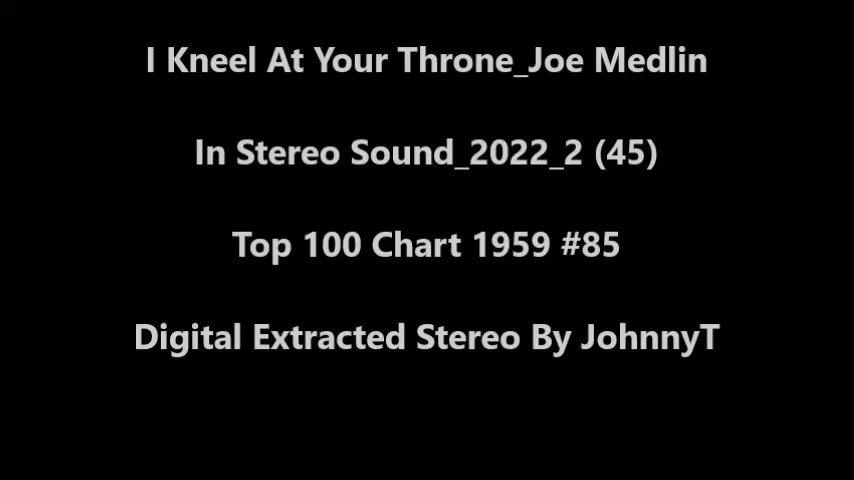 I Kneel At Your Throne_Joe Medlin
In Stereo Sound_2022_2 (45)
Top 100 Chart 1959 #85
Digital Extracted Stereo By JohnnyT